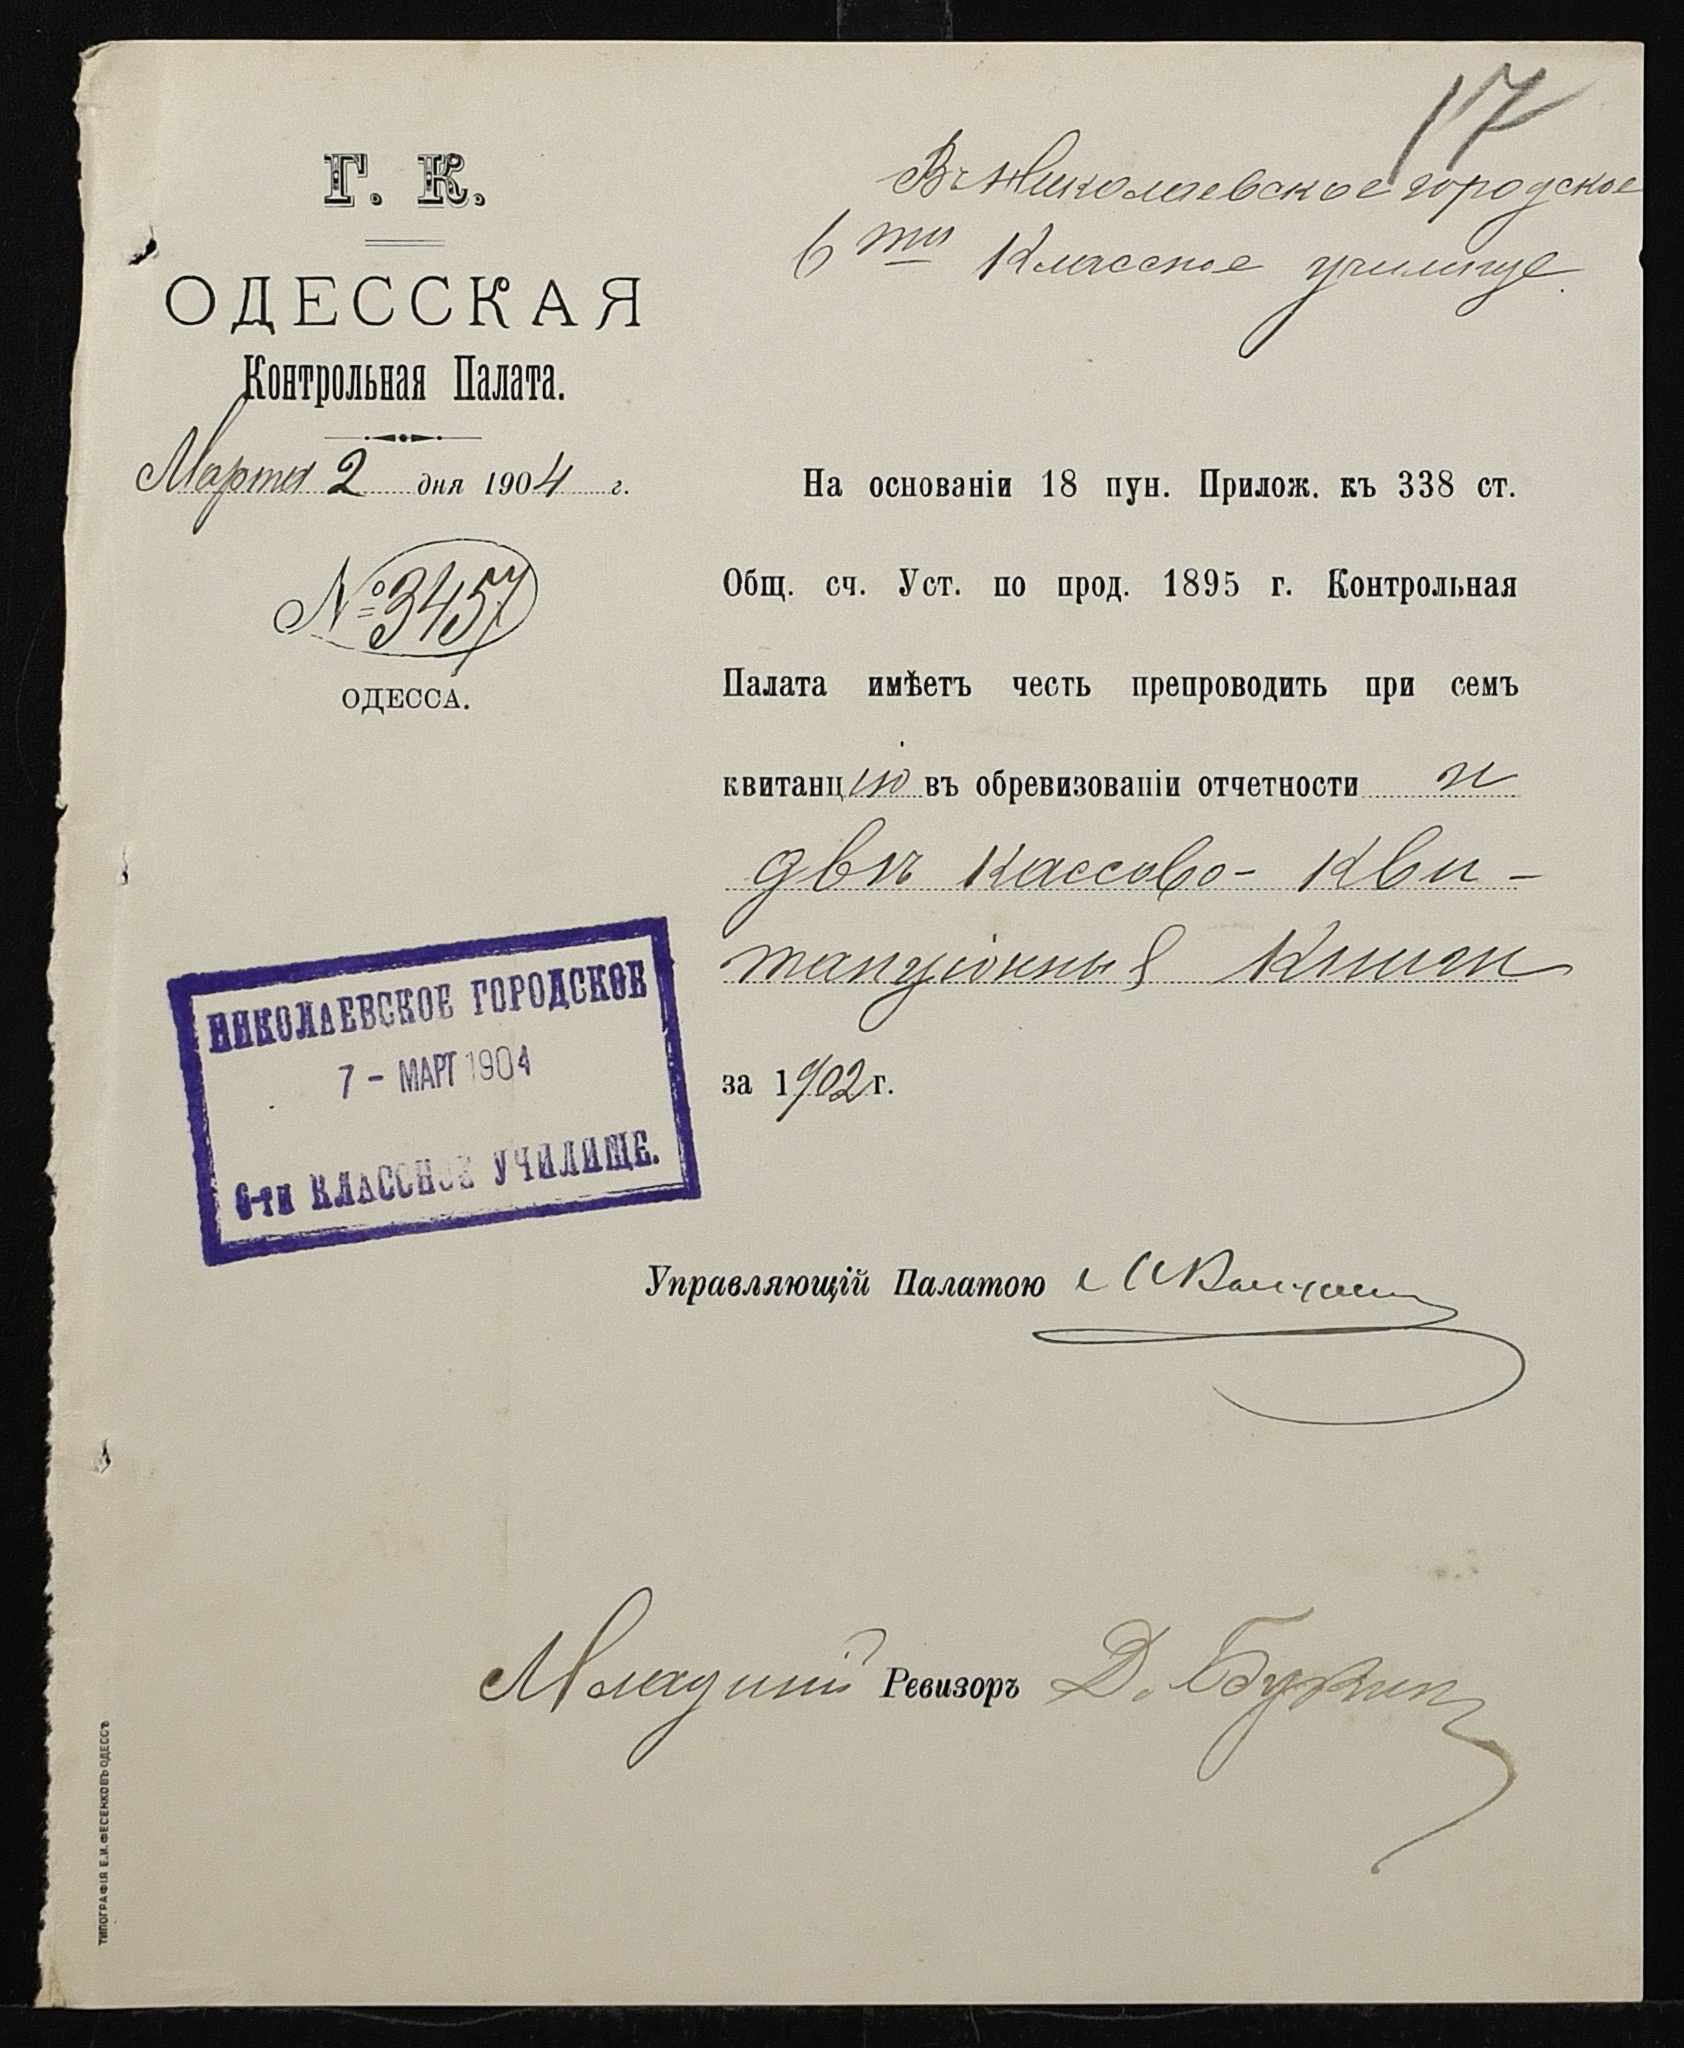 17
Г. К.
ОДЕССКАЯ
Контрольная Палата.
Марта 2 дня 1904 г.
№ 3457
ОДЕССА.
Въ Николаевское городское
6ти Классное училище.
На основаніи 18 пун. Прилож. къ 338 ст.
Общ. сч. Уст. по прод. 1895 г. Контрольная
Палата имѣетъ честь препроводить при семъ
квитанцію въ обревизованіи отчетности и
двѣ кассово-кви-
танціонныя книги
за 1902 г.
НИКОЛАЕВСКОЕ ГОРОДСКОЕ
7 - МАРТ 1904
6-ти КЛАССНОЕ УЧИЛИЩЕ.
Управляющій Палатою
Младшій Ревизоръ Д. Букин
ТИПОГРАФІЯ Е.И.ФЕСЕНКО ВЪ ОДЕССѢ